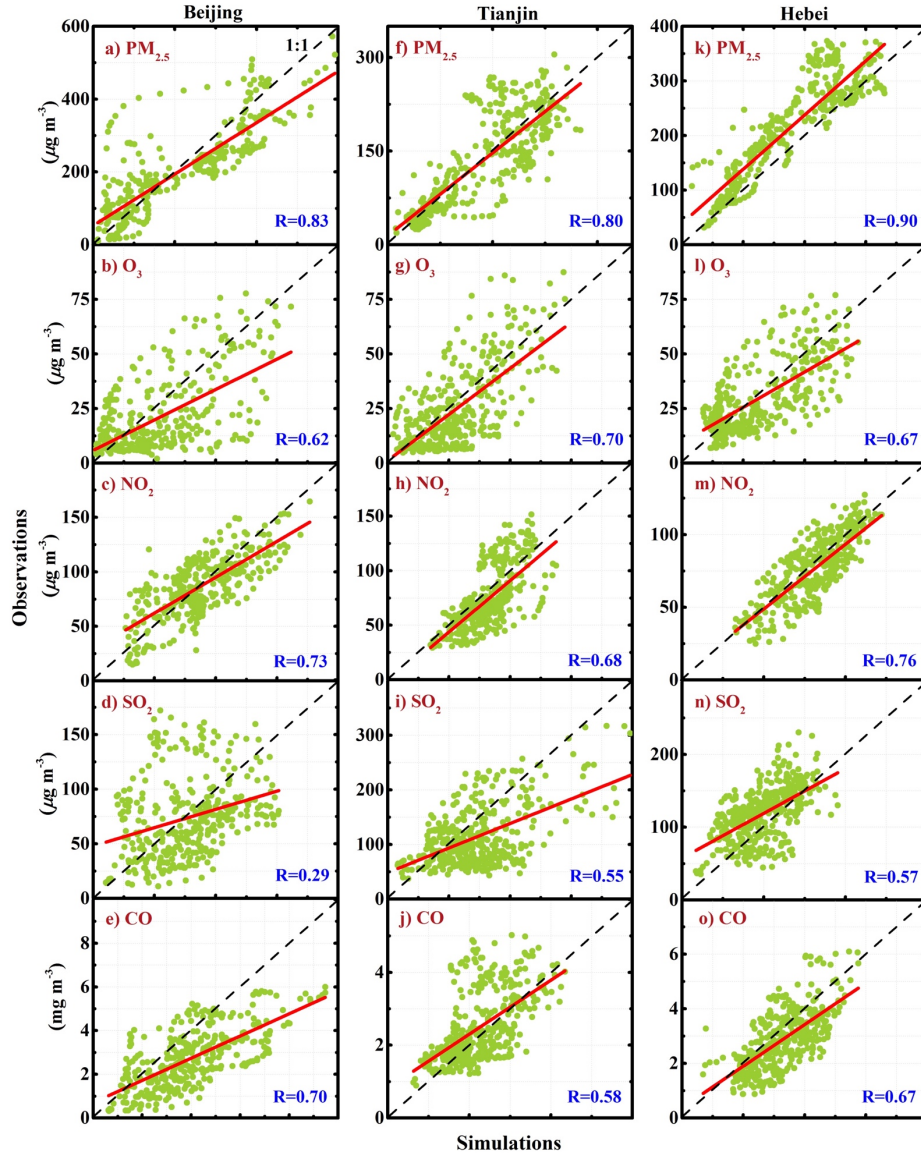 Beijing
Tianjin
Hebei
a) PM2.5
1:1
f) PM2.5
k) PM2.5
600
400
200
0
300
150
0
400
300
200
100
0
(μg m-3)
R=0.83
R=0.80
R=0.90
b) O3
g) O3
l) O3
75
50
25
0
75
50
25
0
75
50
25
0
(μg m-3)
R=0.62
R=0.70
R=0.67
c) NO2
h) NO2
m) NO2
150
100
50
0
150
100
50
0
100
50
0
(μg m-3)
R=0.73
R=0.68
R=0.76
Observations
d) SO2
i) SO2
n) SO2
150
100
50
0
300
200
100
0
200
100
0
(μg m-3)
R=0.29
R=0.55
R=0.57
e) CO
j) CO
o) CO
8
6
4
2
0
4
2
0
6
4
2
0
(mg m-3)
R=0.70
R=0.58
R=0.67
Simulations